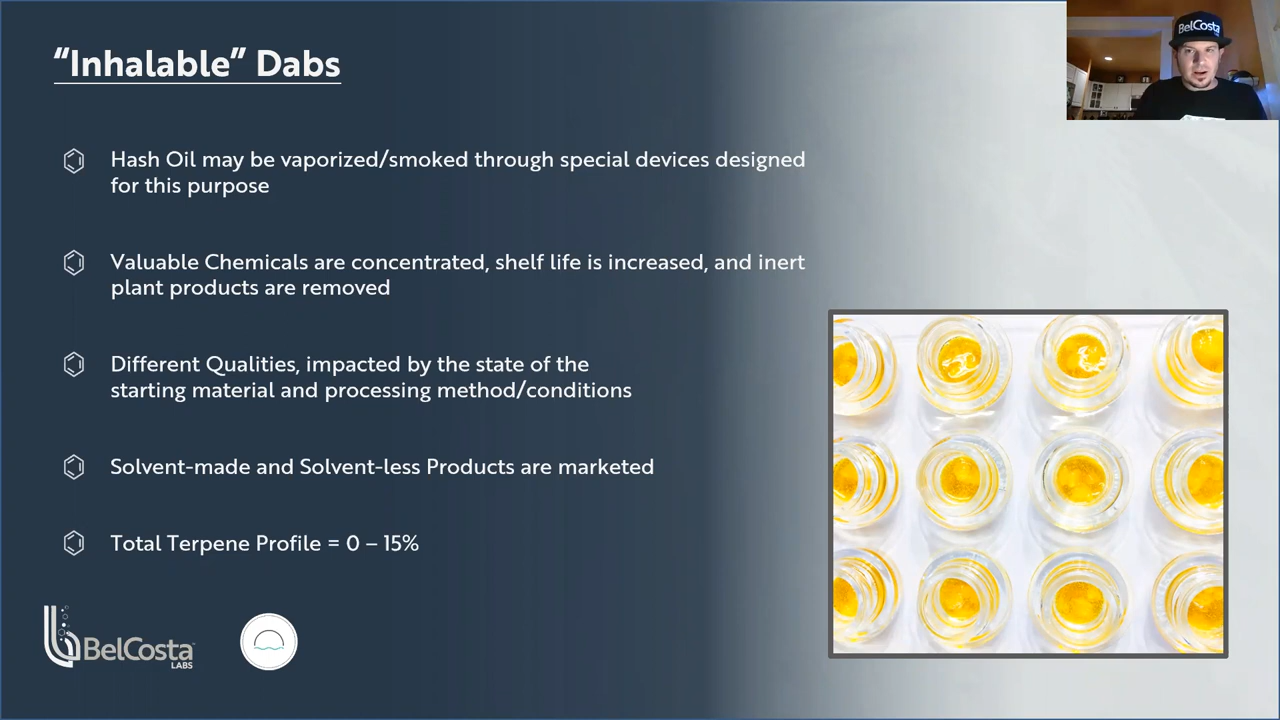 “Inhalable” Dabs
BelCosta
Hash Oil may be vaporized/smoked through special devices designed
for this purpose
Valuable Chemicals are concentrated, shelf life is increased, and inert
plant products are removed
Different Qualities, impacted by the state of the
starting material and processing method/conditions
Solvent-made and Solvent-less Products are marketed
Total Terpene Profile = 0 – 15%
BelCosta™
LABS